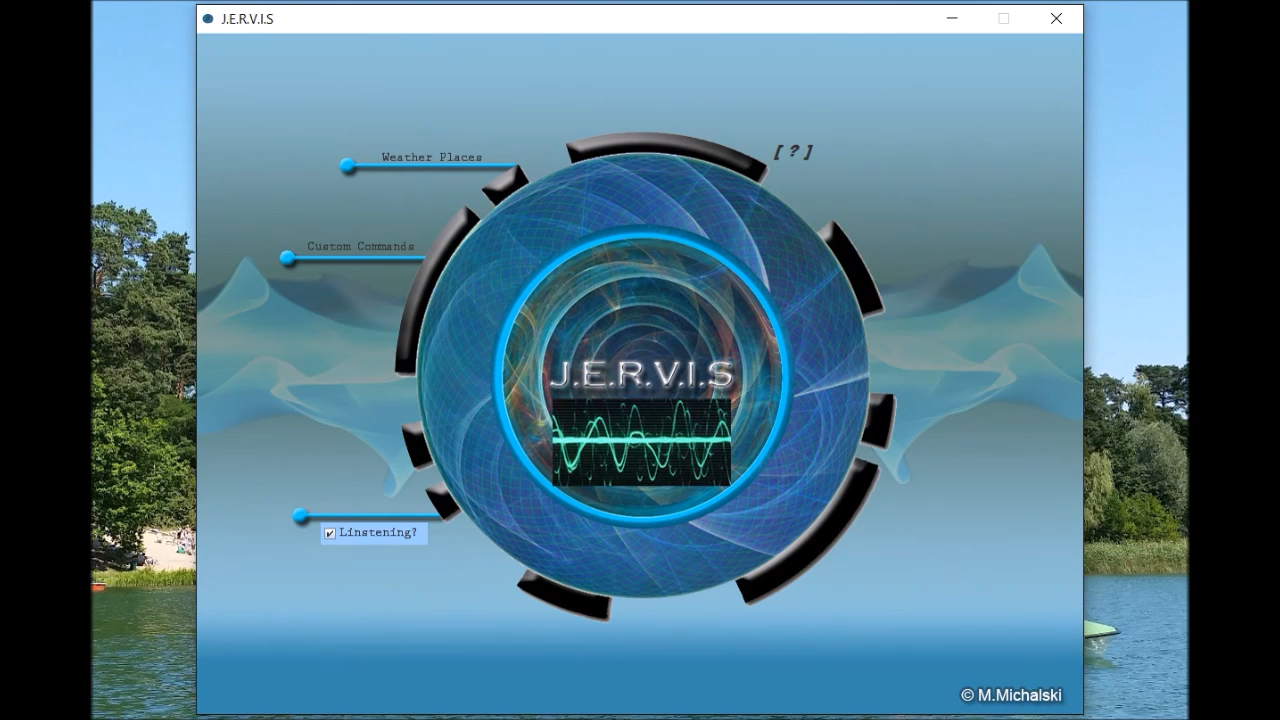 J.E.R.V.I.S
[ ? ]
Weather Places
Custom Commands
J.E.R.V.I.S
Linstening?
© M.Michalski